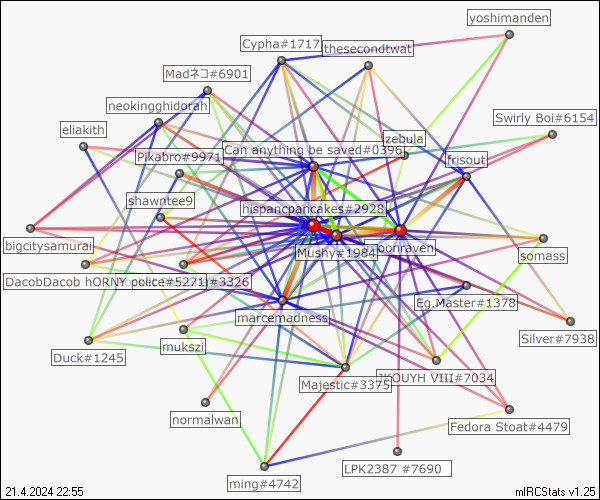 yoshimanden
Cypha#1717
thesecondtwat
Madネコ#6901
neokingghidorah
Swirly Boi#6154
eliakith
zebula
Can anything be saved#0396
Pikabro#9971
frisout
shawntee9
hispancpancakes#2928
bigcitysamurai
moonraven
Mushy#1984
somass
DacobDacob hORNY police#5271
#3326
Eg.Master#1378
marcemadness
Silver#7938
mukszi
Duck#1245
Majestic#3375
JKOUYH VIII#7034
normalwan
Fedora Stoat#4479
LPK2387 #7690
ming#4742
21.4.2024 22:55
mIRCStats v1.25